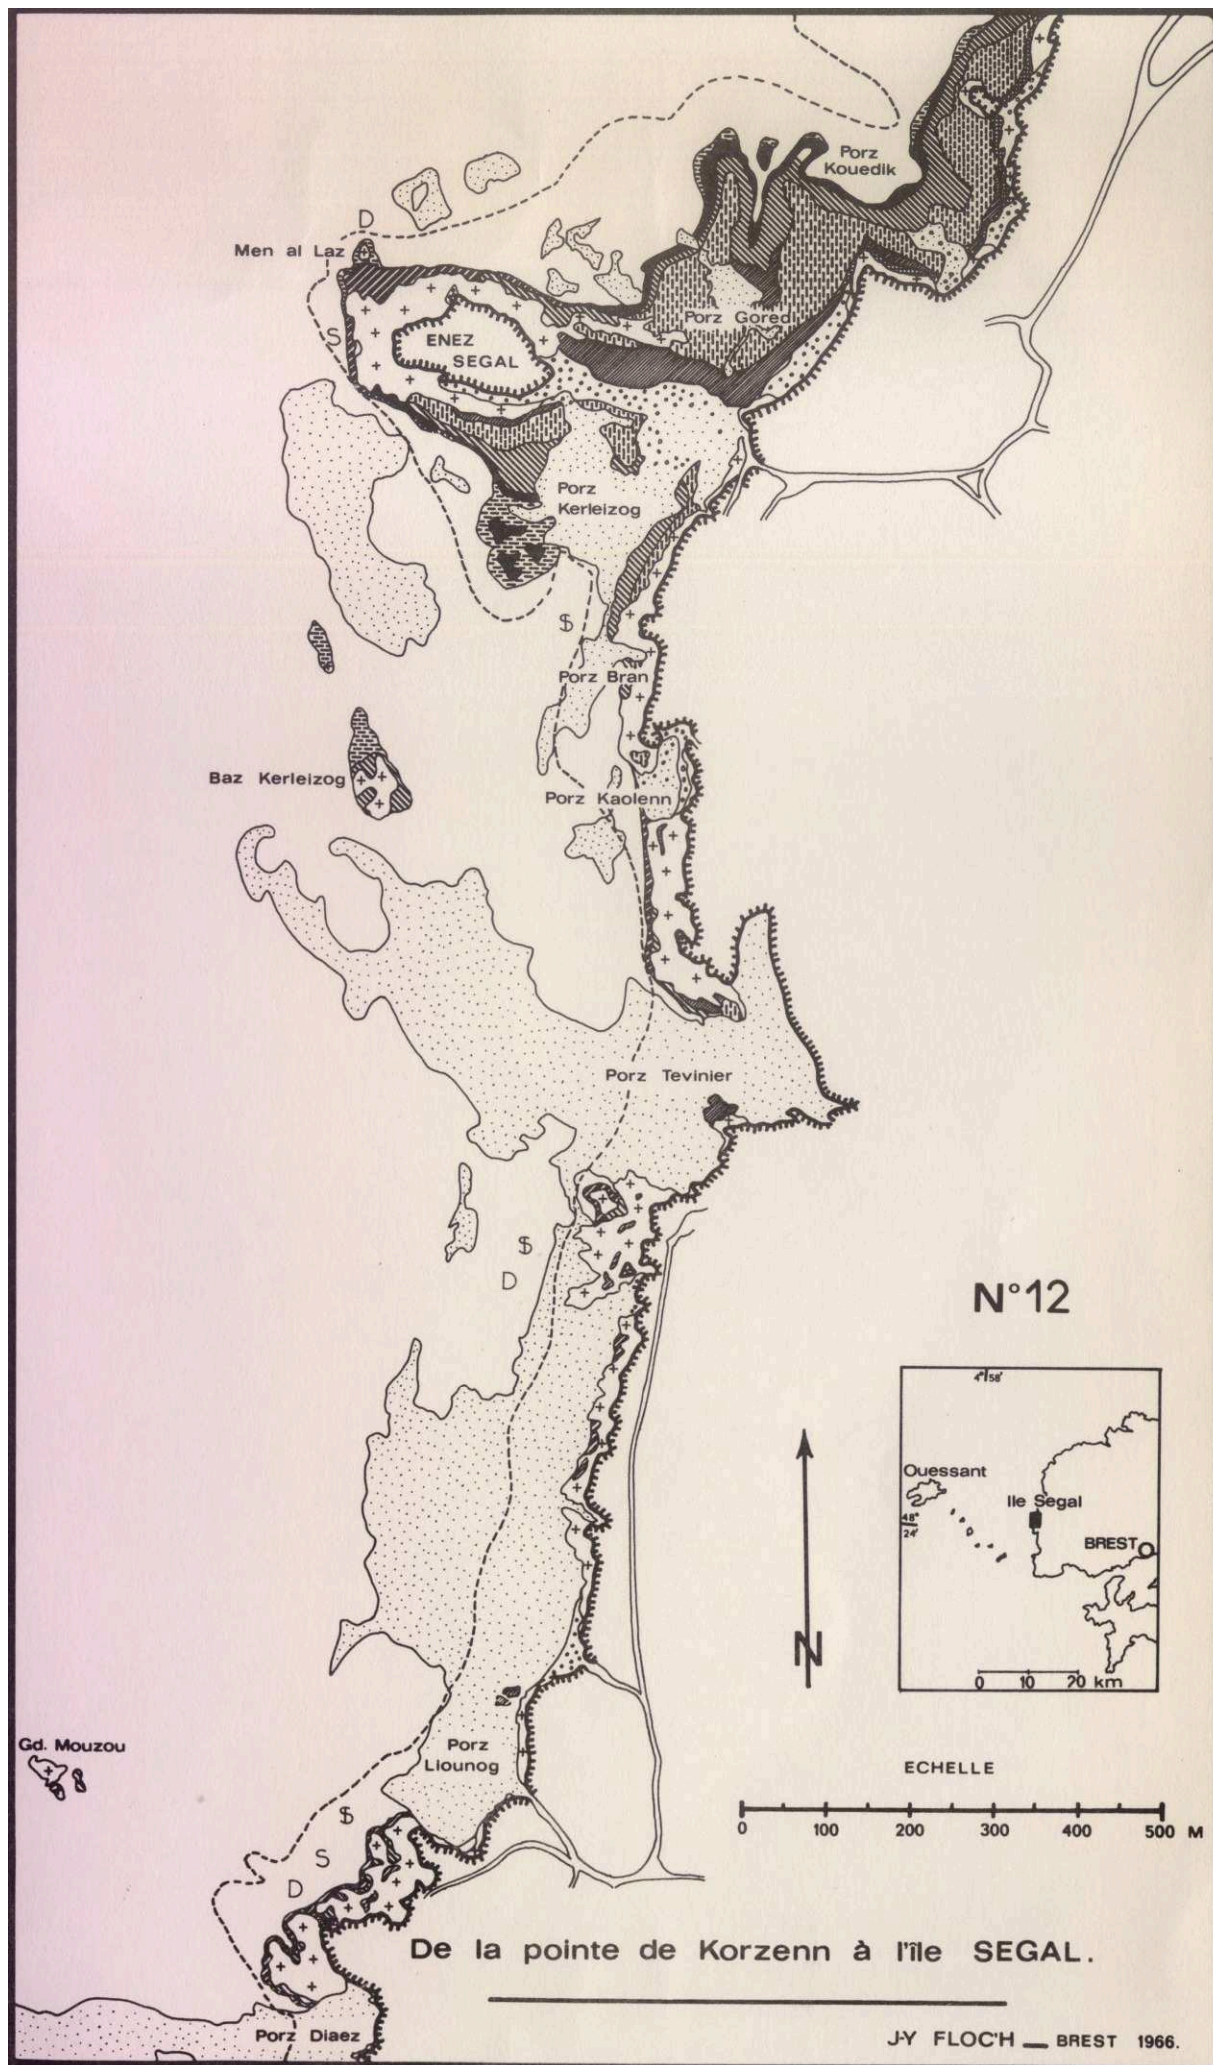 Porz
Kouedik
D
Men al Laz
Porz Gored
S
ENEZ
SEGAL
Porz
Kerleizog
$
Porz Bran
Baz Kerleizog
Porz Kaolenn
Porz Tevinier
$
D
N°12
4° 58'
Ouessant
Ile Segal
48°
24'
BREST
0 10 20 km
N
Gd. Mouzou
Porz
Liounog
ECHELLE
0 100 200 300 400 500 M
$
S
D
De la pointe de Korzenn à l'île SEGAL.
Porz Diaez
J-Y FLOC'H — BREST 1966.